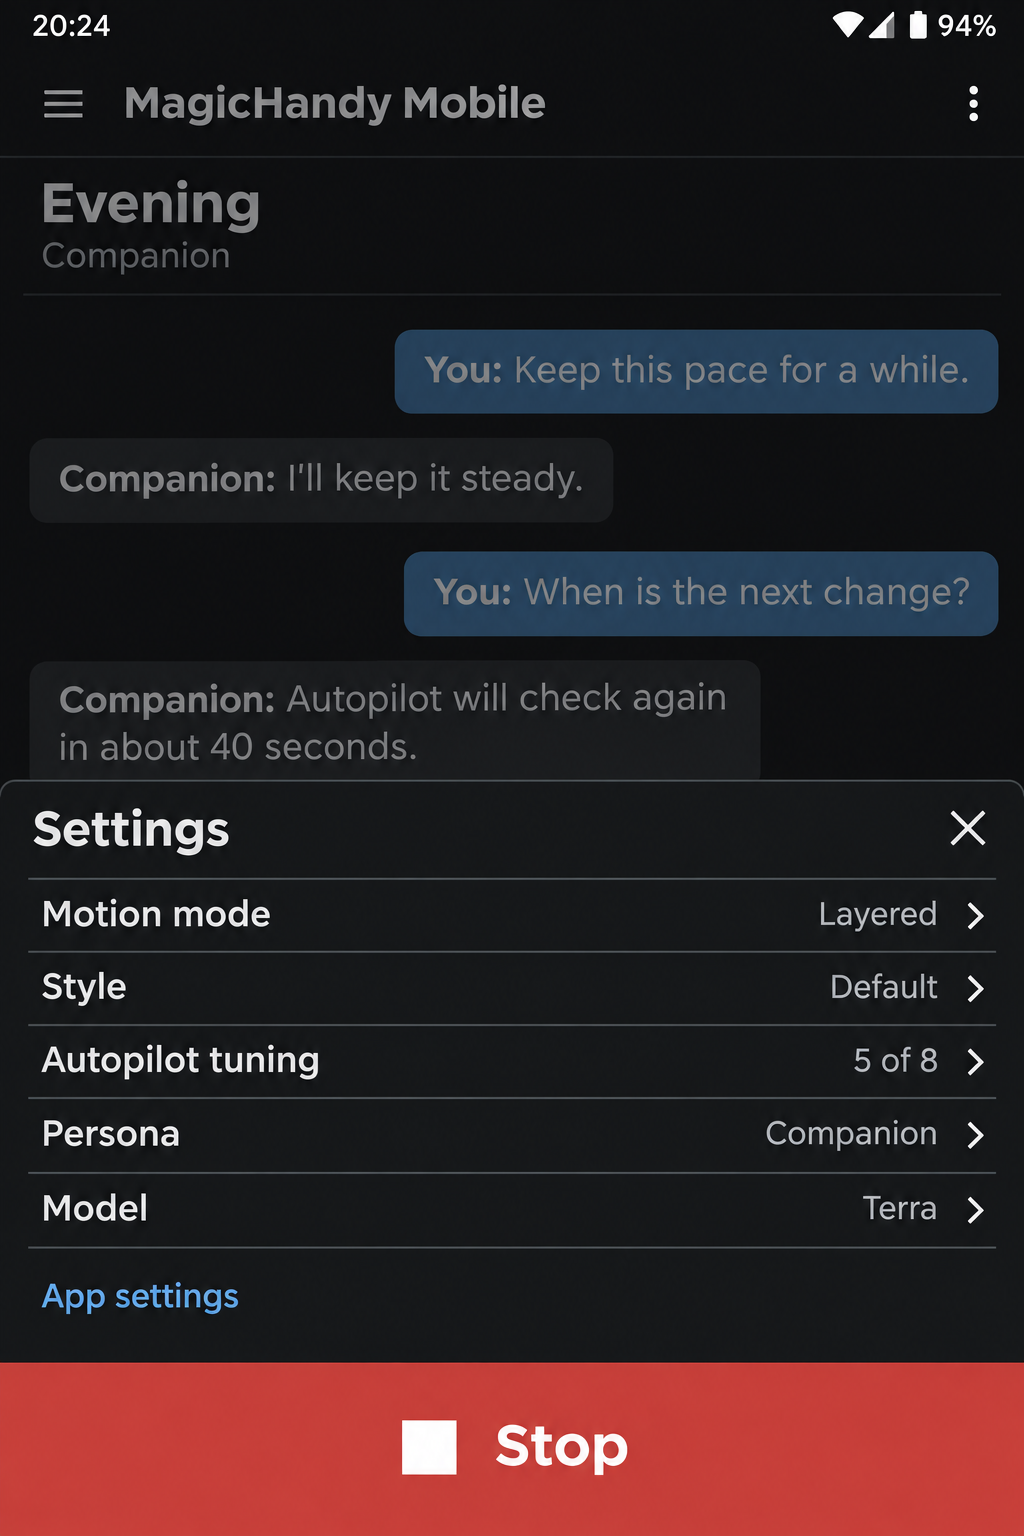 20:24
94%
MagicHandy Mobile
Evening
Companion
You: Keep this pace for a while.
Companion: I'll keep it steady.
You: When is the next change?
Companion: Autopilot will check again
in about 40 seconds.
Settings
Motion mode Layered
Style Default
Autopilot tuning 5 of 8
Persona Companion
Model Terra
App settings
Stop